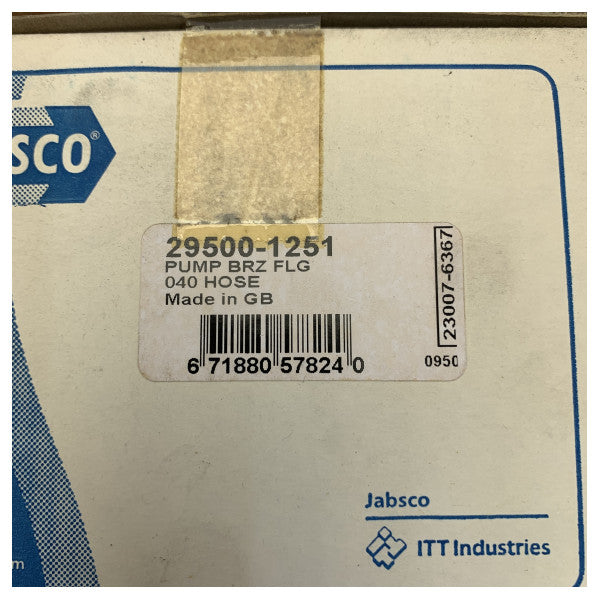 SCO®
29500-1251
PUMP BRZ FLG
040 HOSE
Made in GB
6 71880 57824 0
23007-6367
0950
Jabsco
ITT Industries
m